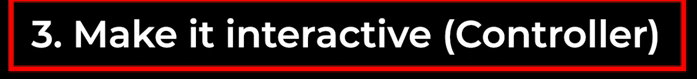 3. Make it interactive (Controller)